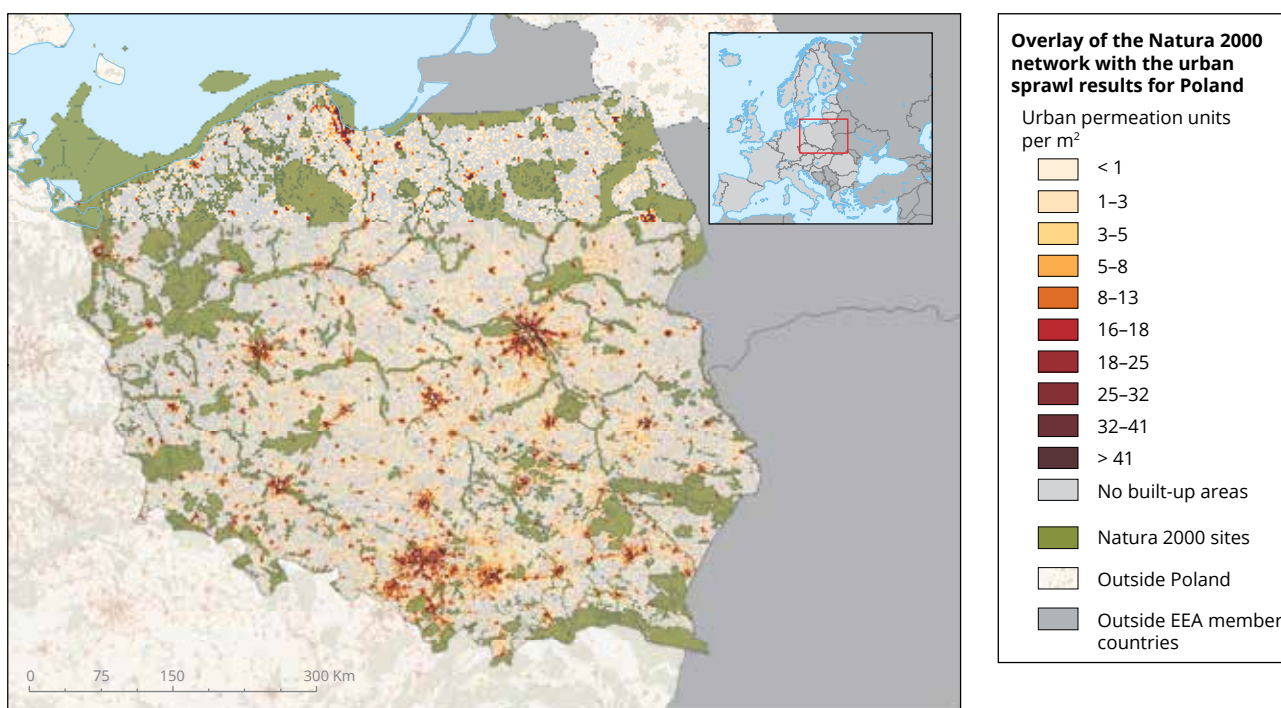 Overlay of the Natura 2000
network with the urban
sprawl results for Poland
Urban permeation units
per m²
< 1
1–3
3–5
5–8
8–13
16–18
18–25
25–32
32–41
> 41
No built-up areas
Natura 2000 sites
Outside Poland
Outside EEA member
countries
0 75 150 300 Km